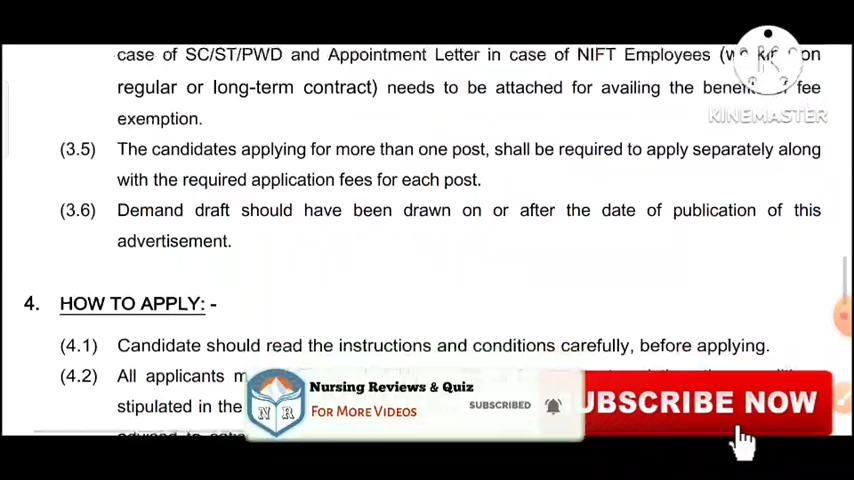 case of SC/ST/PWD and Appointment Letter in case of NIFT Employees on
regular or long-term contract) needs to be attached for availing the fee
exemption.
(3.5) The candidates applying for more than one post, shall be required to apply separately along
with the required application fees for each post.
(3.6) Demand draft should have been drawn on or after the date of publication of this
advertisement.
4. HOW TO APPLY: -
(4.1) Candidate should read the instructions and conditions carefully, before applying.
(4.2) All applicants
stipulated in the
KINEMASTER
Nursing Reviews & Quiz
FOR MORE VIDEOS
SUBSCRIBED
N R
UBSCRIBE NOW